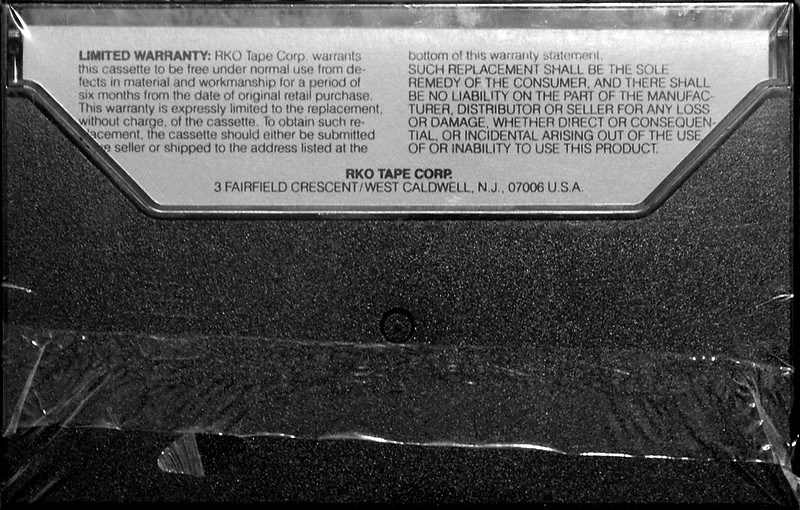 LIMITED WARRANTY: RKO Tape Corp. warrants
this cassette to be free under normal use from de-
fects in material and workmanship for a period of
six months from the date of original retail purchase.
This warranty is expressly limited to the replacement,
without charge, of the cassette. To obtain such re-
lacement, the cassette should either be submitted
e seller or shipped to the address listed at the
bottom of this warranty statement.
SUCH REPLACEMENT SHALL BE THE SOLE
REMEDY OF THE CONSUMER, AND THERE SHALL
BE NO LIABILITY ON THE PART OF THE MANUFAC-
TURER, DISTRIBUTOR OR SELLER FOR ANY LOSS
OR DAMAGE, WHETHER DIRECT OR CONSEQUEN-
TIAL, OR INCIDENTAL ARISING OUT OF THE USE
OF OR INABILITY TO USE THIS PRODUCT.
RKO TAPE CORP.
3 FAIRFIELD CRESCENT/WEST CALDWELL, N.J., 07006 U.S.A.